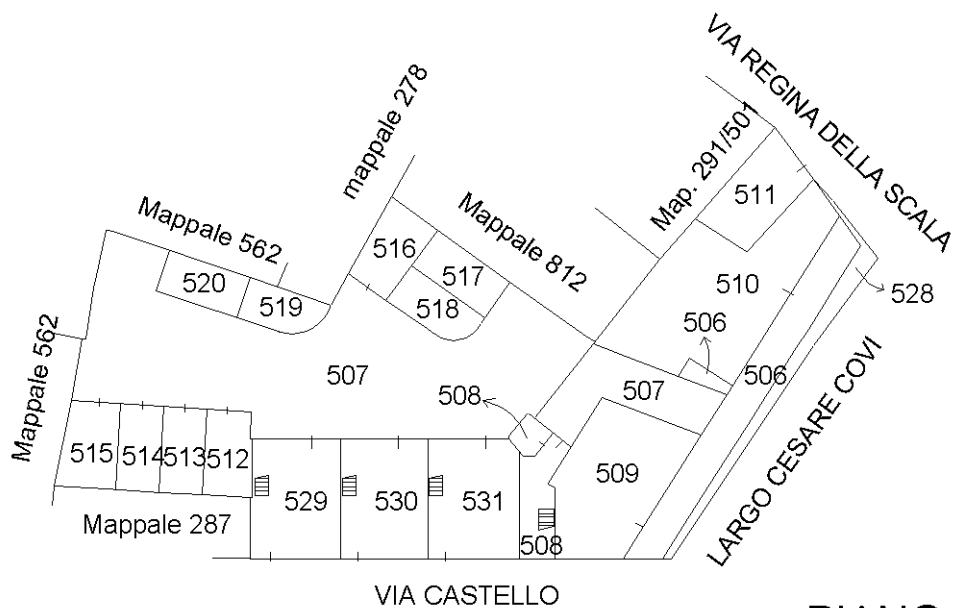 VIA REGINA DELLA SCALA
mappale 278
Map. 291/501
511
Mappale 562
Mappale 812
516
517
520
519
518
510
528
506
Mappale 562
507
506
507
508
LARGO CESARE COVI
515
514
513
512
509
529
530
531
Mappale 287
508
VIA CASTELLO